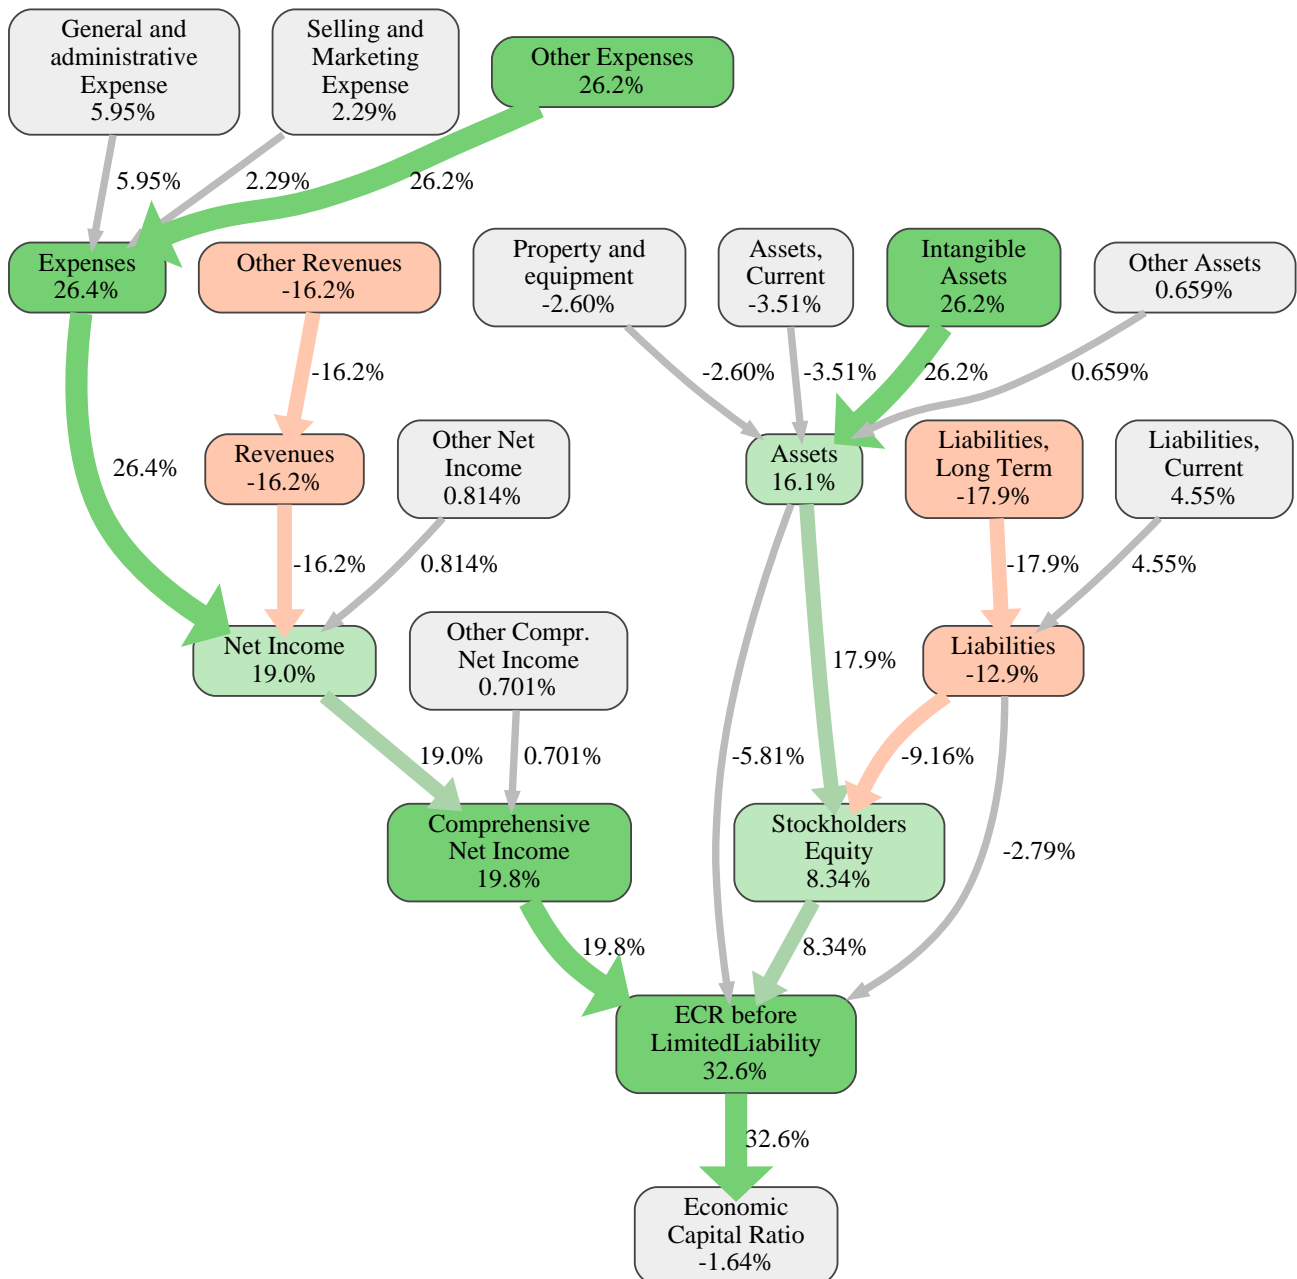 General and
administrative
Expense
5.95%
Selling and
Marketing
Expense
2.29%
Other Expenses
26.2%
5.95%
2.29%
26.2%
Expenses
26.4%
Other Revenues
-16.2%
Property and
equipment
-2.60%
Assets,
Current
-3.51%
Intangible
Assets
26.2%
Other Assets
0.659%
-16.2%
-2.60%
-3.51%
26.2%
0.659%
26.4%
Revenues
-16.2%
Other Net
Income
0.814%
Assets
16.1%
Liabilities,
Long Term
-17.9%
Liabilities,
Current
4.55%
-16.2%
0.814%
-17.9%
4.55%
Net Income
19.0%
Other Compr.
Net Income
0.701%
17.9%
Liabilities
-12.9%
19.0%
0.701%
-5.81%
-9.16%
Comprehensive
Net Income
19.8%
Stockholders
Equity
8.34%
-2.79%
19.8%
8.34%
ECR before
LimitedLiability
32.6%
32.6%
Economic
Capital Ratio
-1.64%